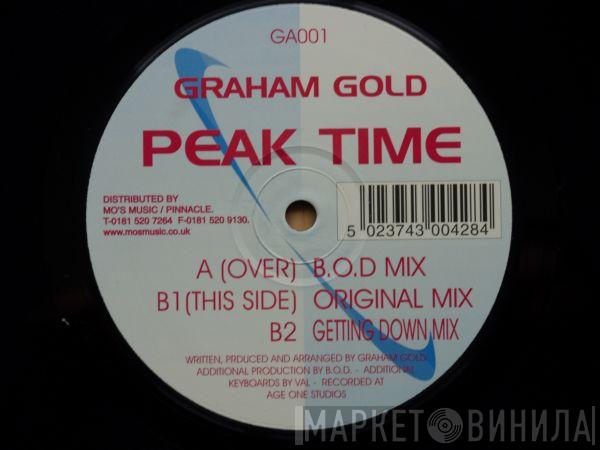 GA001
GRAHAM GOLD
PEAK TIME
DISTRIBUTED BY
MO'S MUSIC / PINNACLE.
T-0181 520 7264 F-0181 520 9130.
www.mosmusic.co.uk
5 023743 004284
A (OVER) B.O.D MIX
B1 (THIS SIDE) ORIGINAL MIX
B2 GETTING DOWN MIX
WRITTEN, PRDUCED AND ARRANGED BY GRAHAM GOLD.
ADDITIONAL PRODUCTION BY B.O.D. - ADDITIONAL
KEYBOARDS BY VAL - RECORDED AT
AGE ONE STUDIOS
МАРКЕТ ВИНИЛА